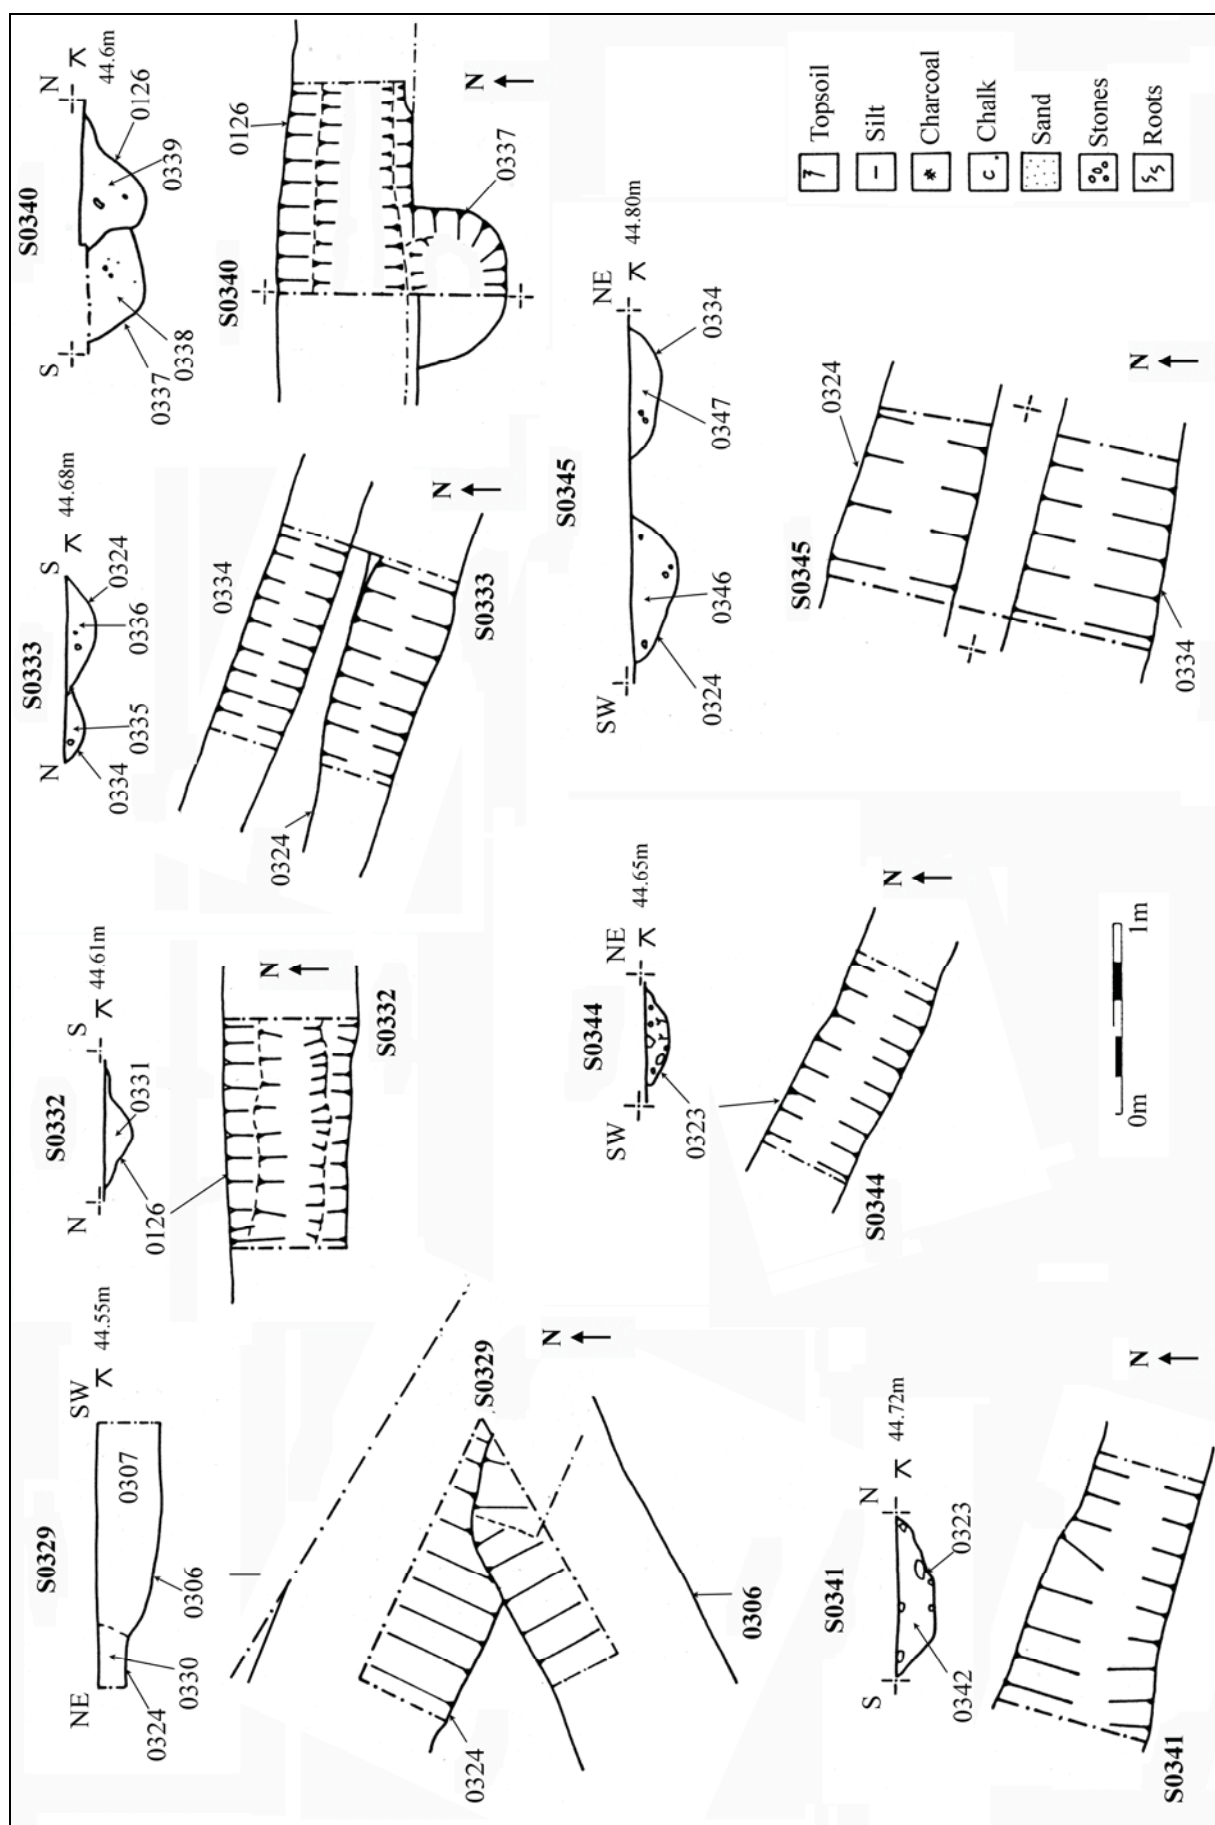 S0329
NE
SW
44.55m
0307
0324
0330
0306
S0329
N
0324
0306
S0332
N
S
44.61m
0126
0331
N
S0332
S0333
N
S
44.68m
0334
0335
0336
0324
0334
N
0324
S0333
S0340
S
N
44.6m
0337
0338
0339
0126
S0340
0126
N
0337
S0341
S
N
44.72m
0342
0323
N
S0341
S0344
SW
NE
44.65m
0323
N
S0344
S0345
SW
NE
44.80m
0324
0346
0347
0334
S0345
0324
N
0334
0m
1m
Topsoil
Silt
Charcoal
Chalk
Sand
Stones
Roots